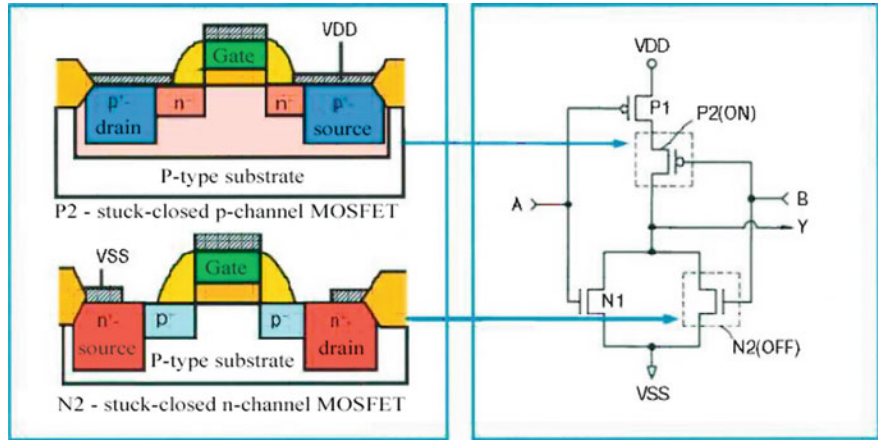 VDD
Gate
p+-
drain
n-
n-
p+-
source
P-type substrate
P2 - stuck-closed p-channel MOSFET
VSS
Gate
n+-
source
p-
p-
n+-
drain
P-type substrate
N2 - stuck-closed n-channel MOSFET
VDD
P1
P2(ON)
A
B
Y
N1
N2(OFF)
VSS